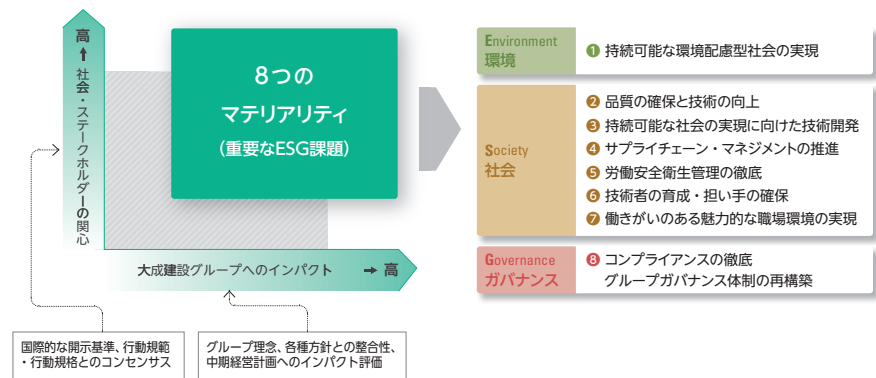 高
↑
社会・ステークホルダーの関心
8つの
マテリアリティ
(重要なESG課題)
大成建設グループへのインパクト → 高
国際的な開示基準、行動規範
・行動規格とのコンセンサス
グループ理念、各種方針との整合性、
中期経営計画へのインパクト評価
Environment
環境
❶ 持続可能な環境配慮型社会の実現
Society
社会
❷ 品質の確保と技術の向上
❸ 持続可能な社会の実現に向けた技術開発
❹ サプライチェーン・マネジメントの推進
❺ 労働安全衛生管理の徹底
❻ 技術者の育成・担い手の確保
❼ 働きがいのある魅力的な職場環境の実現
Governance
ガバナンス
❽ コンプライアンスの徹底
グループガバナンス体制の再構築